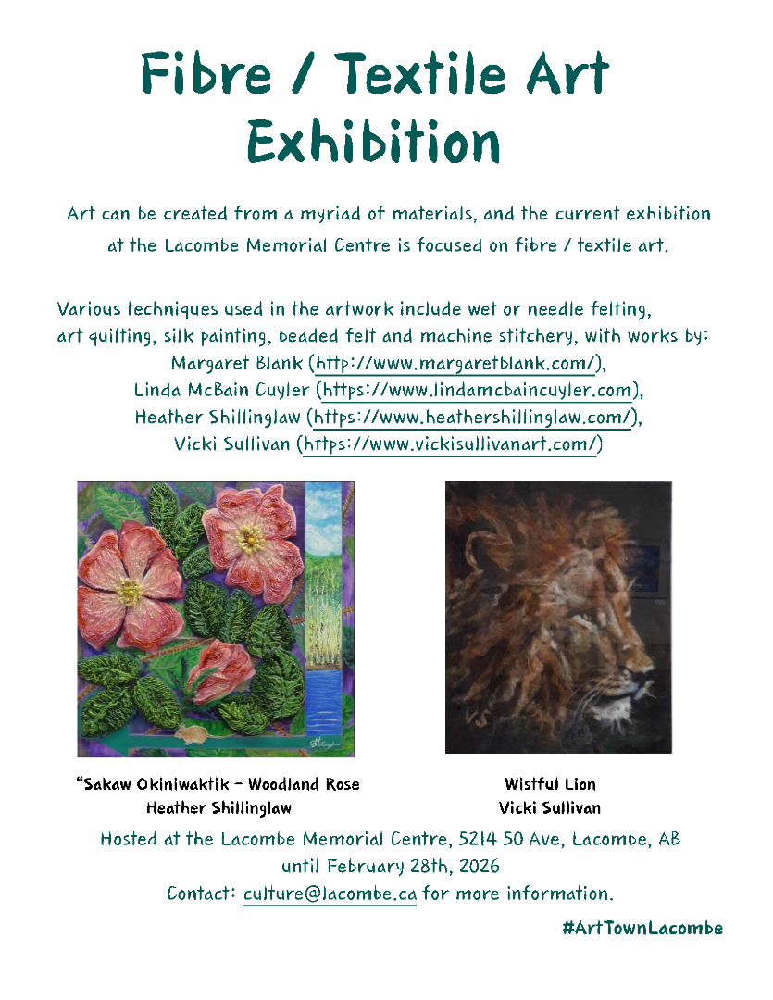 Fibre / Textile Art
Exhibition
Art can be created from a myriad of materials, and the current exhibition
at the Lacombe Memorial Centre is focused on fibre / textile art.
Various techniques used in the artwork include wet or needle felting,
art quilting, silk painting, beaded felt and machine stitchery, with works by:
Margaret Blank (http://www.margaretblank.com/),
Linda McBain Cuyler (https://www.lindamcbaincuyler.com),
Heather Shillinglaw (https://www.heathershillinglaw.com/),
Vicki Sullivan (https://www.vickisullivanart.com/)
VS
Shillinglaw
“Sakaw Okiniwaktik – Woodland Rose
Heather Shillinglaw
Wistful Lion
Vicki Sullivan
Hosted at the Lacombe Memorial Centre, 5214 50 Ave, Lacombe, AB
until February 28th, 2026
Contact: culture@lacombe.ca for more information.
#ArtTownLacombe